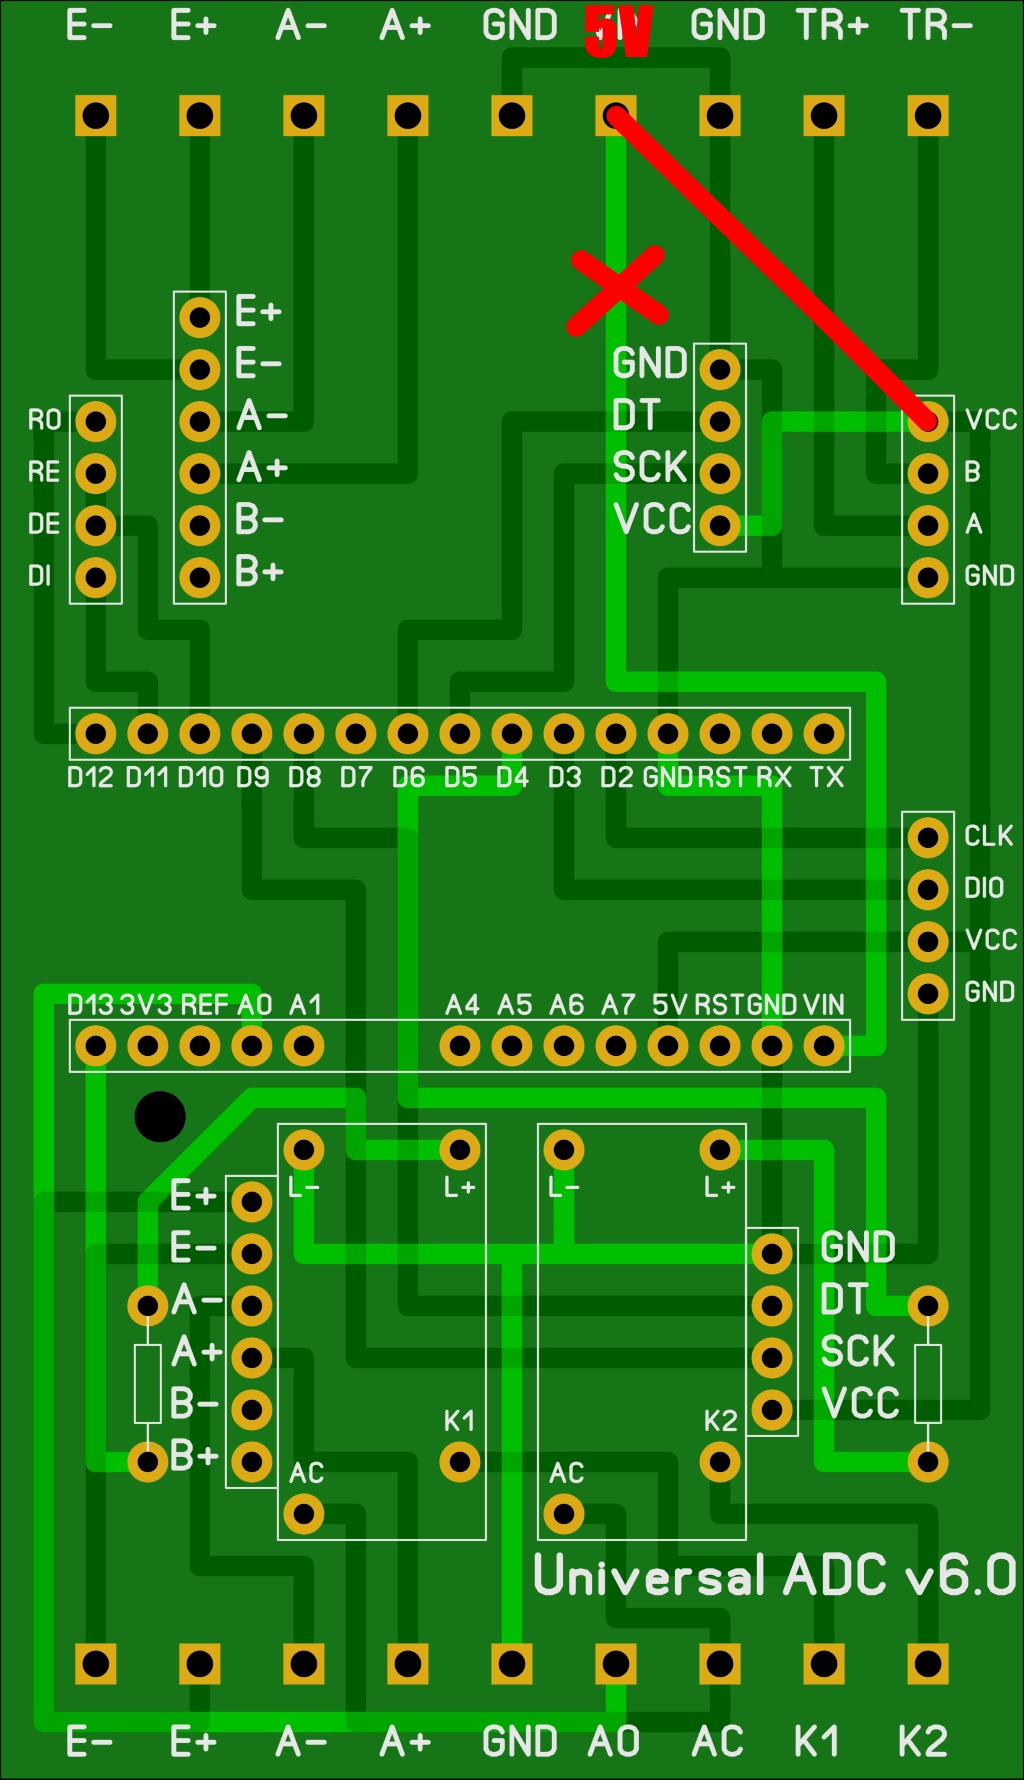 E- E+ A- A+ GND 5V GND TR+ TR-
E+
E-
A-
A+
B-
B+
RO
RE
DE
DI
GND
DT
SCK
VCC
VCC
B
A
GND
D12 D11 D10 D9 D8 D7 D6 D5 D4 D3 D2 GND RST RX TX
CLK
DIO
VCC
GND
D13 3V3 REF A0 A1 A4 A5 A6 A7 5V RST GND VIN
L- L+ L- L+
E+
E-
A-
A+
B-
B+
GND
DT
SCK
VCC
K1 K2
AC AC
Universal ADC v6.0
E- E+ A- A+ GND A0 AC K1 K2